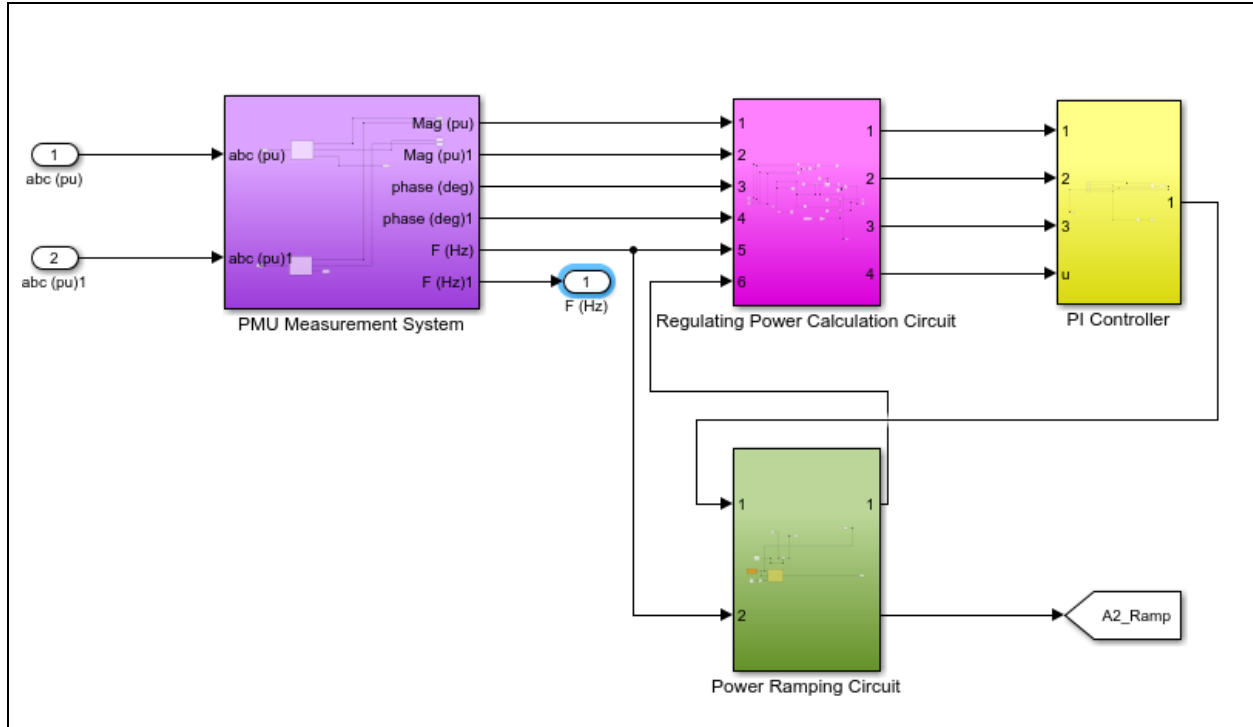 1
abc (pu)
2
abc (pu)1
abc (pu)
abc (pu)1
Mag (pu)
Mag (pu)1
phase (deg)
phase (deg)1
F (Hz)
F (Hz)1
PMU Measurement System
1
F (Hz)
1
2
3
4
5
6
1
2
3
4
Regulating Power Calculation Circuit
1
2
3
u
1
PI Controller
1
2
1
Power Ramping Circuit
A2_Ramp